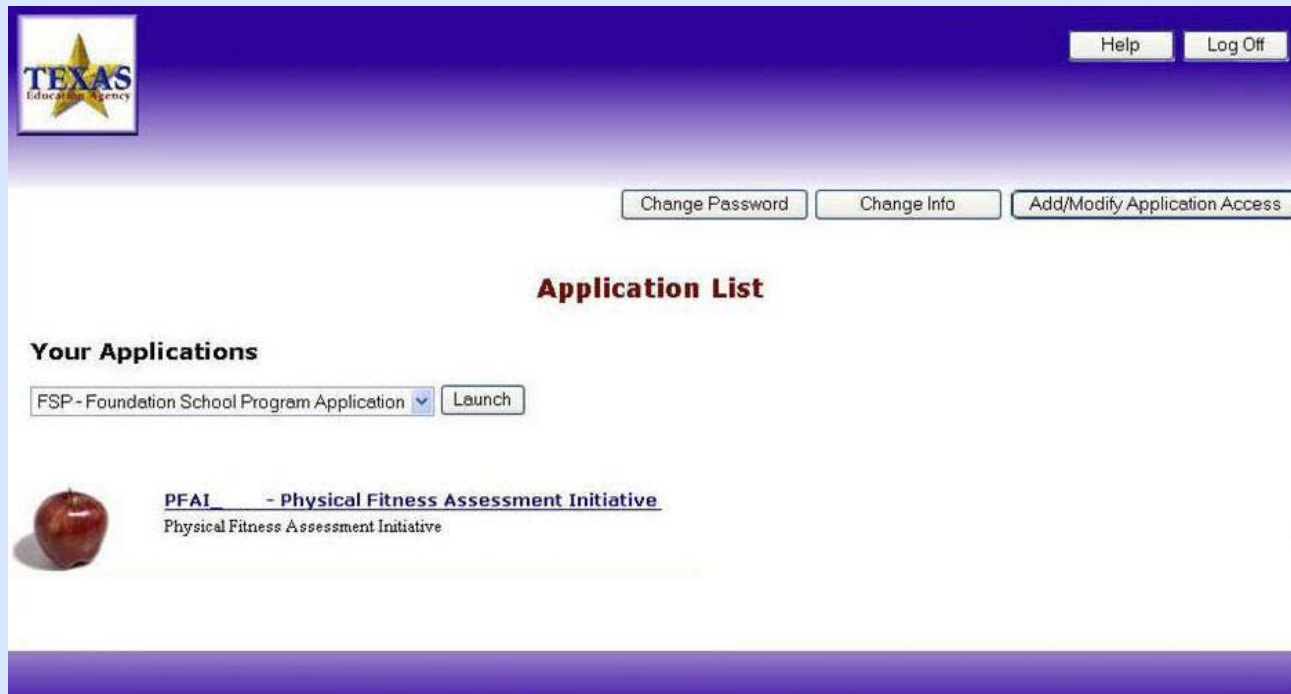 TEXAS
Education Agency
Help Log Off
Change Password Change Info Add/Modify Application Access
Application List
Your Applications
FSP - Foundation School Program Application Launch
PFAI_ - Physical Fitness Assessment Initiative
Physical Fitness Assessment Initiative